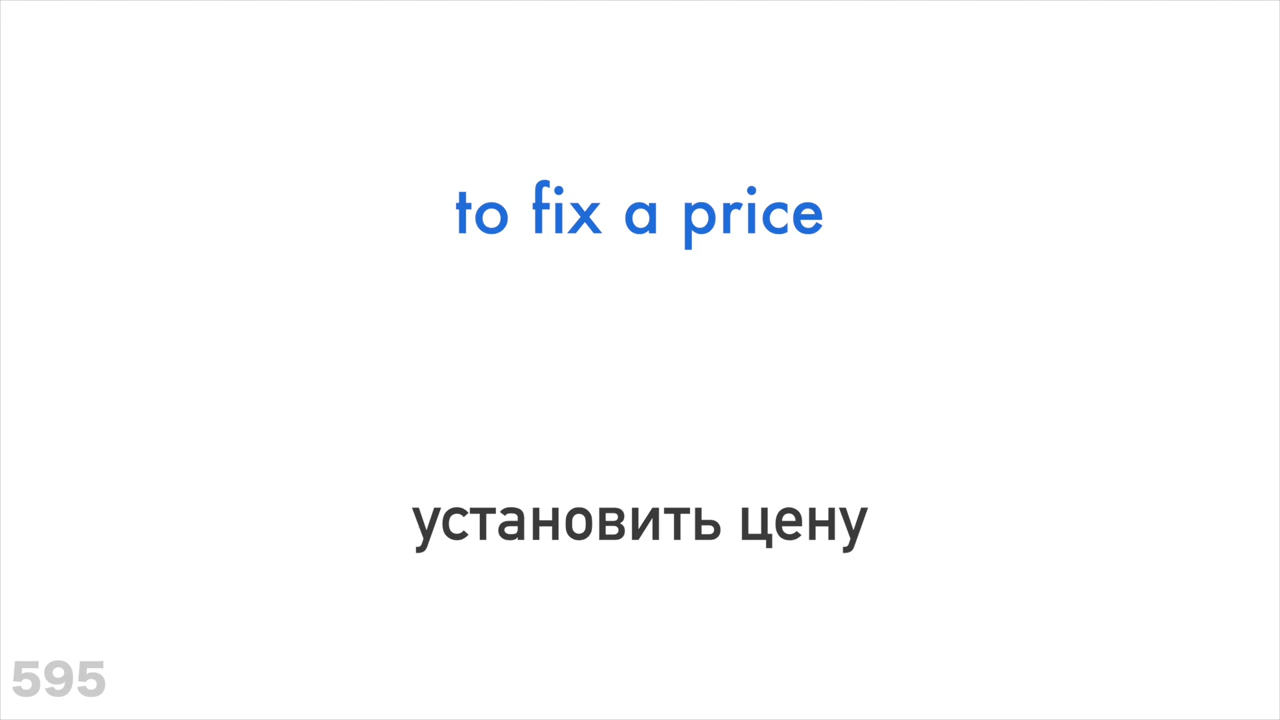 to fix a price
установить цену
595